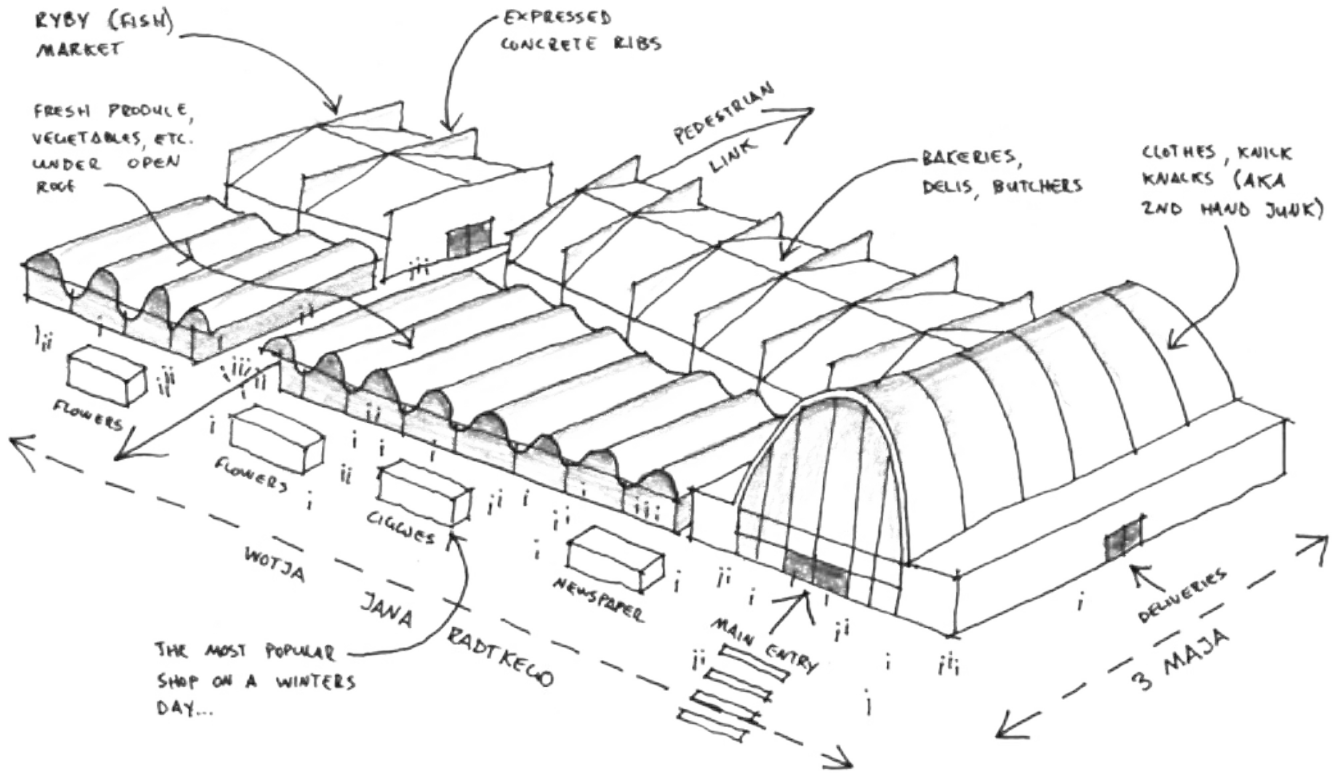 RYBY (FISH)
MARKET
EXPRESSED
CONCRETE RIBS
FRESH PRODUCE,
VEGETABLES, ETC.
UNDER OPEN
ROOF
PEDESTRIAN
LINK
BAKERIES,
DELIS, BUTCHERS
CLOTHES, KNICK
KNACKS (AKA
2ND HAND JUNK)
FLOWERS
FLOWERS
CIGGIES
NEWSPAPER
MAIN ENTRY
DELIVERIES
WOTJA
JANA
RADTKEGO
3 MAJA
THE MOST POPULAR
SHOP ON A WINTERS
DAY...